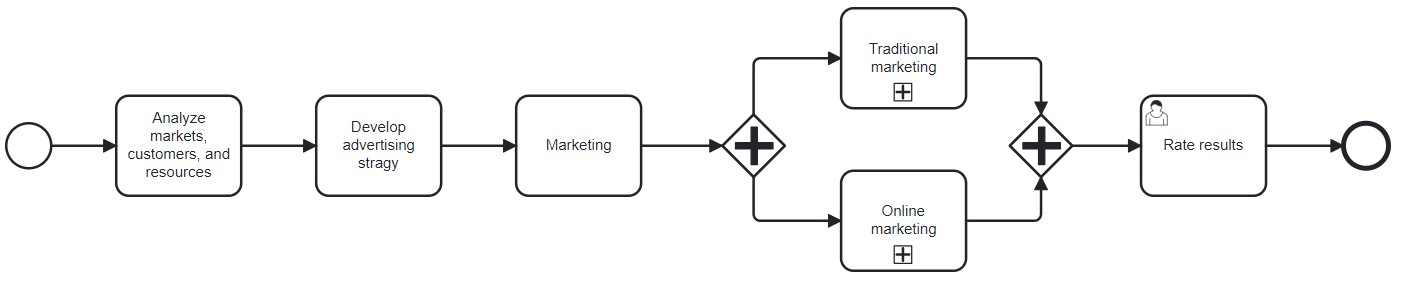 Analyze
markets,
customers, and
resources
Develop
advertising
stragy
Marketing
Traditional
marketing
Online
marketing
Rate results